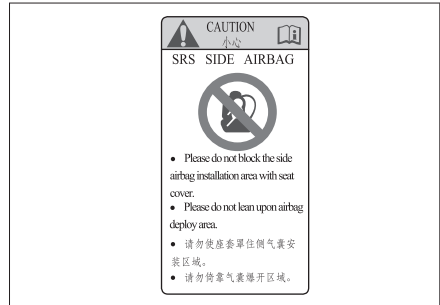 CAUTION
小心
SRS SIDE AIRBAG
• Please do not block the side
airbag installation area with seat
cover.
• Please do not lean upon airbag
deploy area.
• 请勿使座套罩住侧气囊安
装区域。
• 请勿倚靠气囊爆开区域。